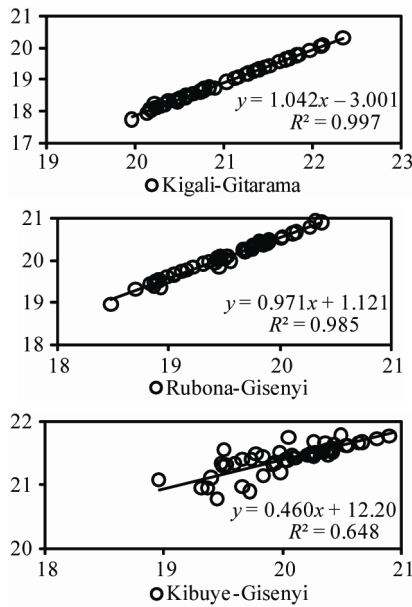 21
20
19
18
17
y = 1.042x – 3.001
R² = 0.997
19 20 21 22 23
Kigali-Gitarama
21
20
19
18
y = 0.971x + 1.121
R² = 0.985
18 19 20 21
Rubona-Gisenyi
22
21
20
y = 0.460x + 12.20
R² = 0.648
18 19 20 21
Kibuye-Gisenyi